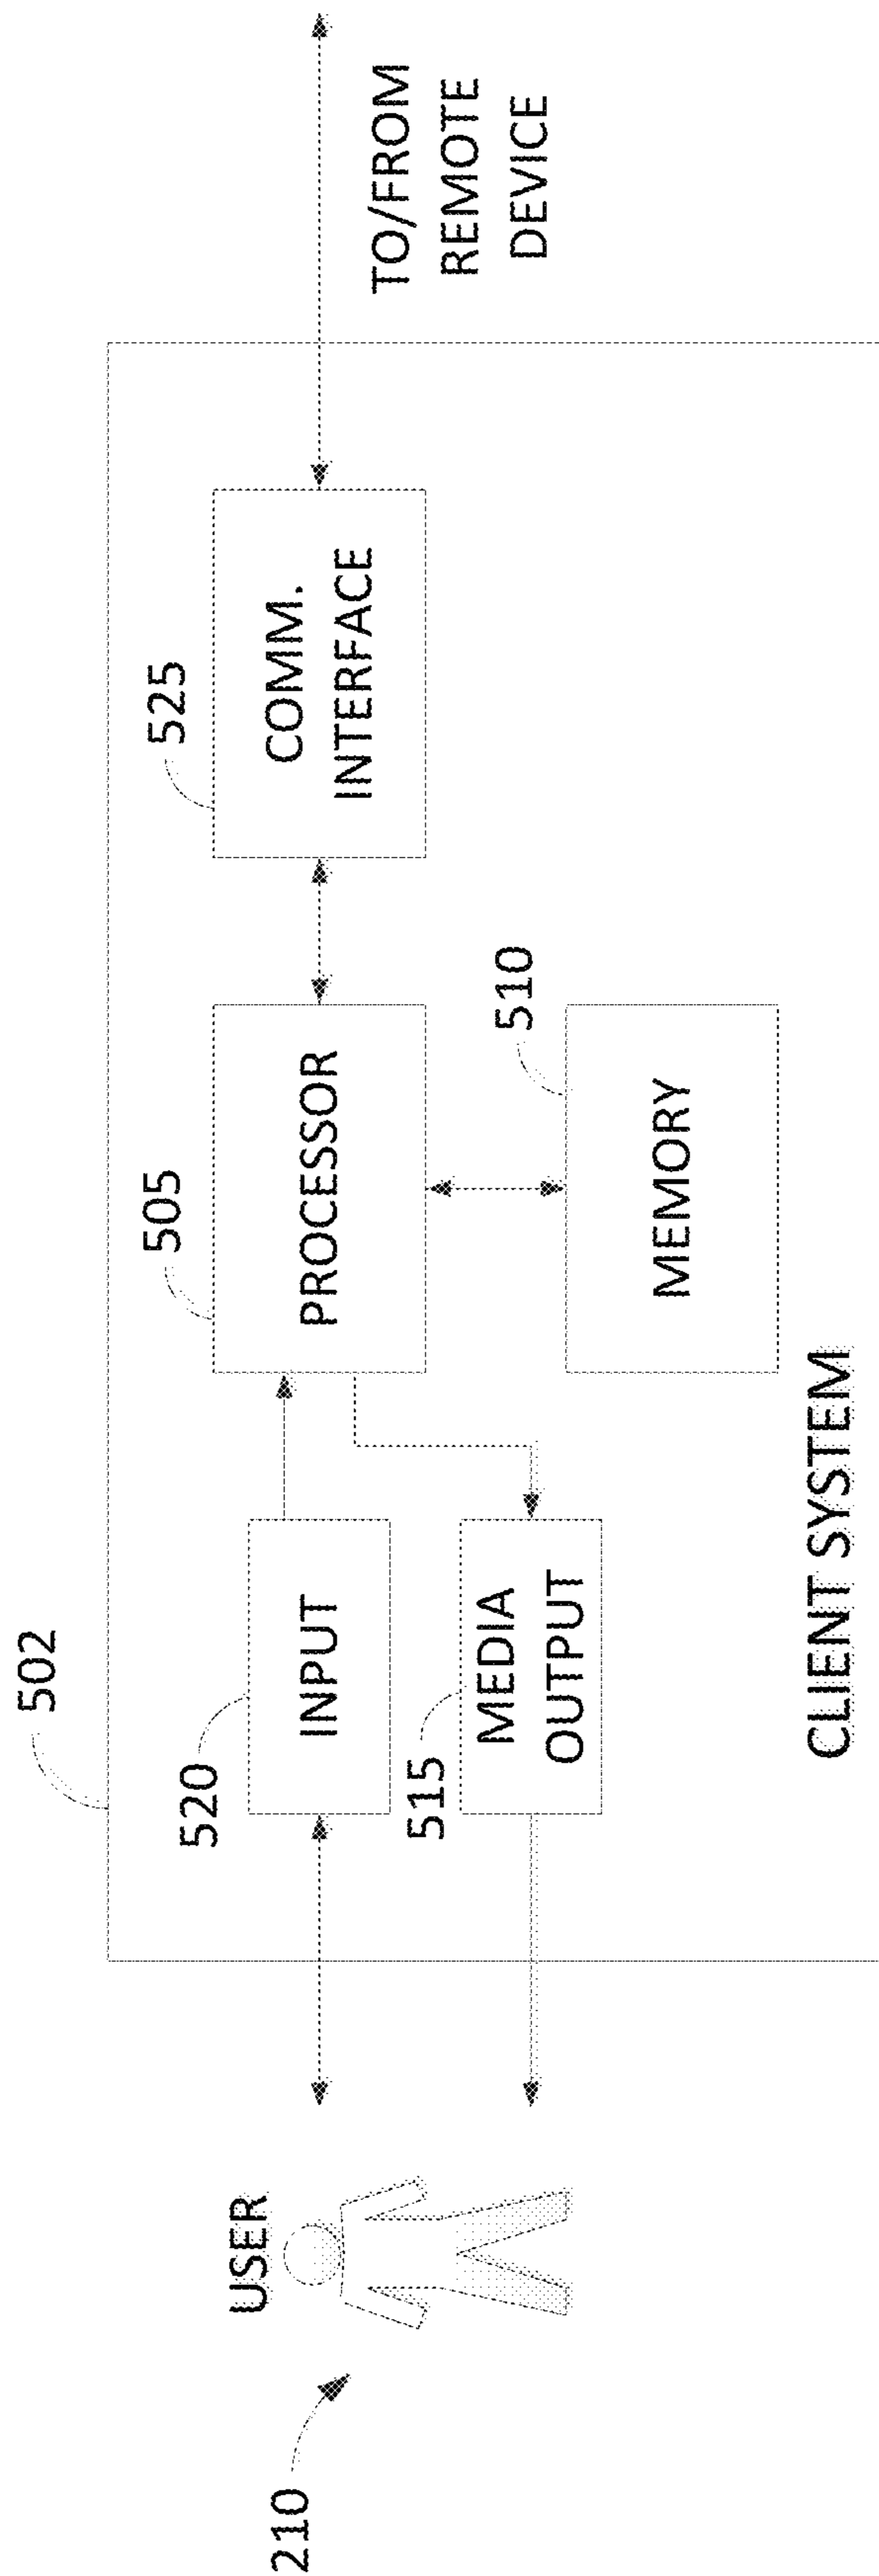 502
525
505
520
510
515
210
USER
INPUT
PROCESSOR
COMM.
INTERFACE
TO/FROM
REMOTE
DEVICE
MEDIA
OUTPUT
MEMORY
CLIENT SYSTEM